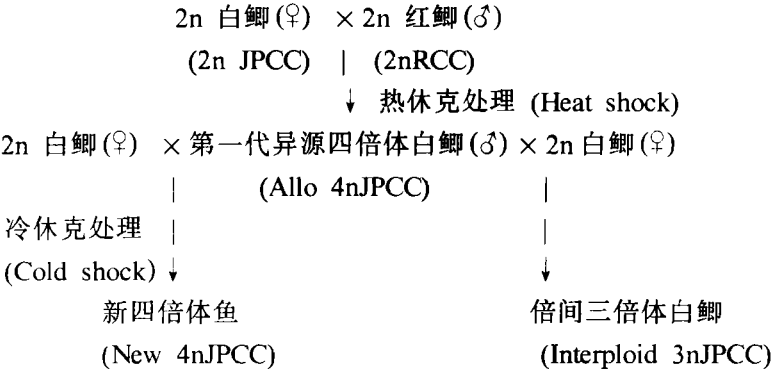 2n 白鲫(♀) × 2n 红鲫(♂)
(2n JPCC) (2nRCC)
热休克处理 (Heat shock)
2n 白鲫(♀) × 第一代异源四倍体白鲫(♂) × 2n 白鲫(♀)
(Allo 4nJPCC)
冷休克处理
(Cold shock)
新四倍体鱼 倍间三倍体白鲫
(New 4nJPCC) (Interploid 3nJPCC)